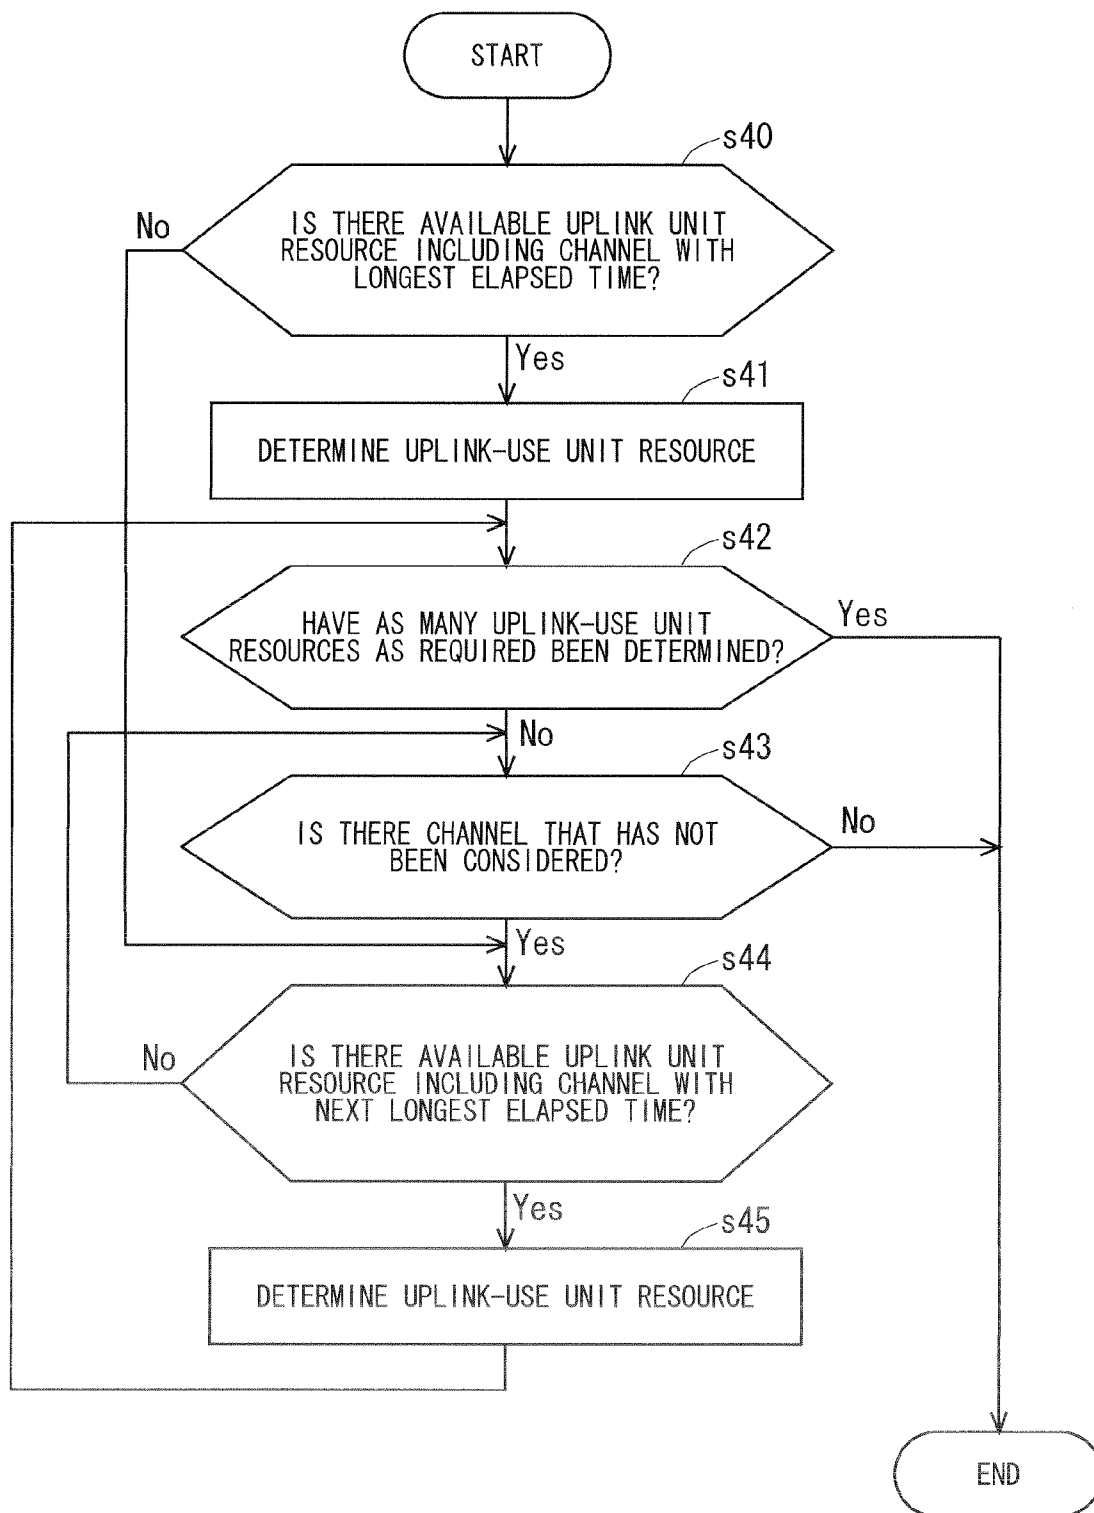 START
s40
No
IS THERE AVAILABLE UPLINK UNIT
RESOURCE INCLUDING CHANNEL WITH
LONGEST ELAPSED TIME?
Yes
s41
DETERMINE UPLINK-USE UNIT RESOURCE
s42
HAVE AS MANY UPLINK-USE UNIT
RESOURCES AS REQUIRED BEEN DETERMINED?
Yes
No
s43
IS THERE CHANNEL THAT HAS NOT
BEEN CONSIDERED?
No
Yes
s44
No
IS THERE AVAILABLE UPLINK UNIT
RESOURCE INCLUDING CHANNEL WITH
NEXT LONGEST ELAPSED TIME?
Yes
s45
DETERMINE UPLINK-USE UNIT RESOURCE
END